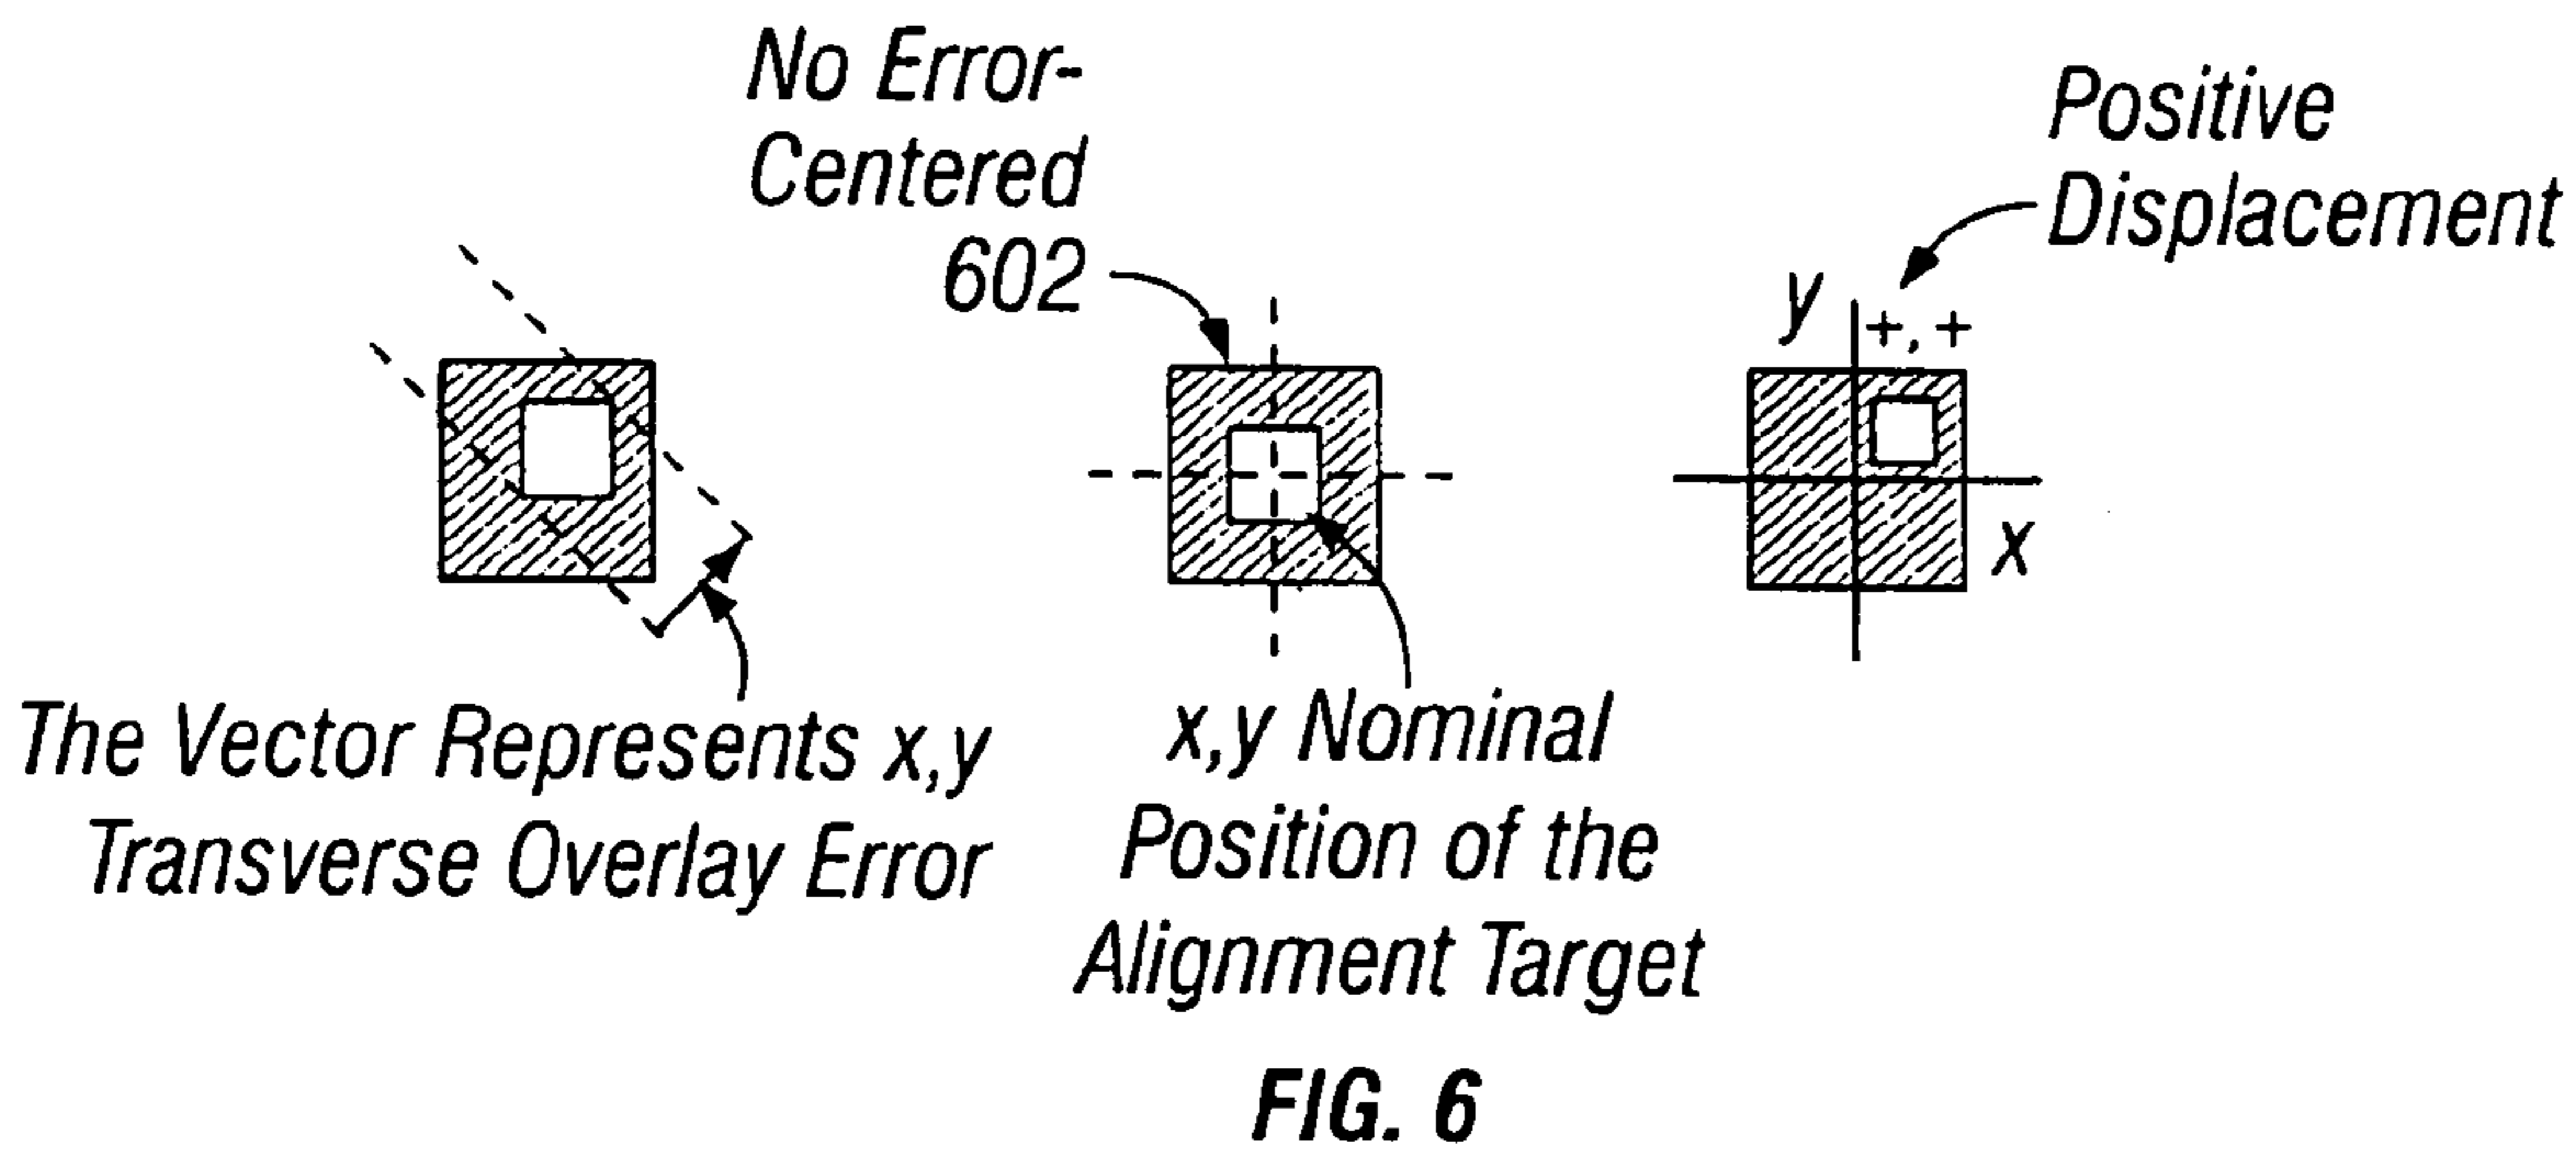 No Error-
Centered
602
Positive
Displacement
y
+, +
x
The Vector Represents x,y
Transverse Overlay Error
x,y Nominal
Position of the
Alignment Target
FIG. 6